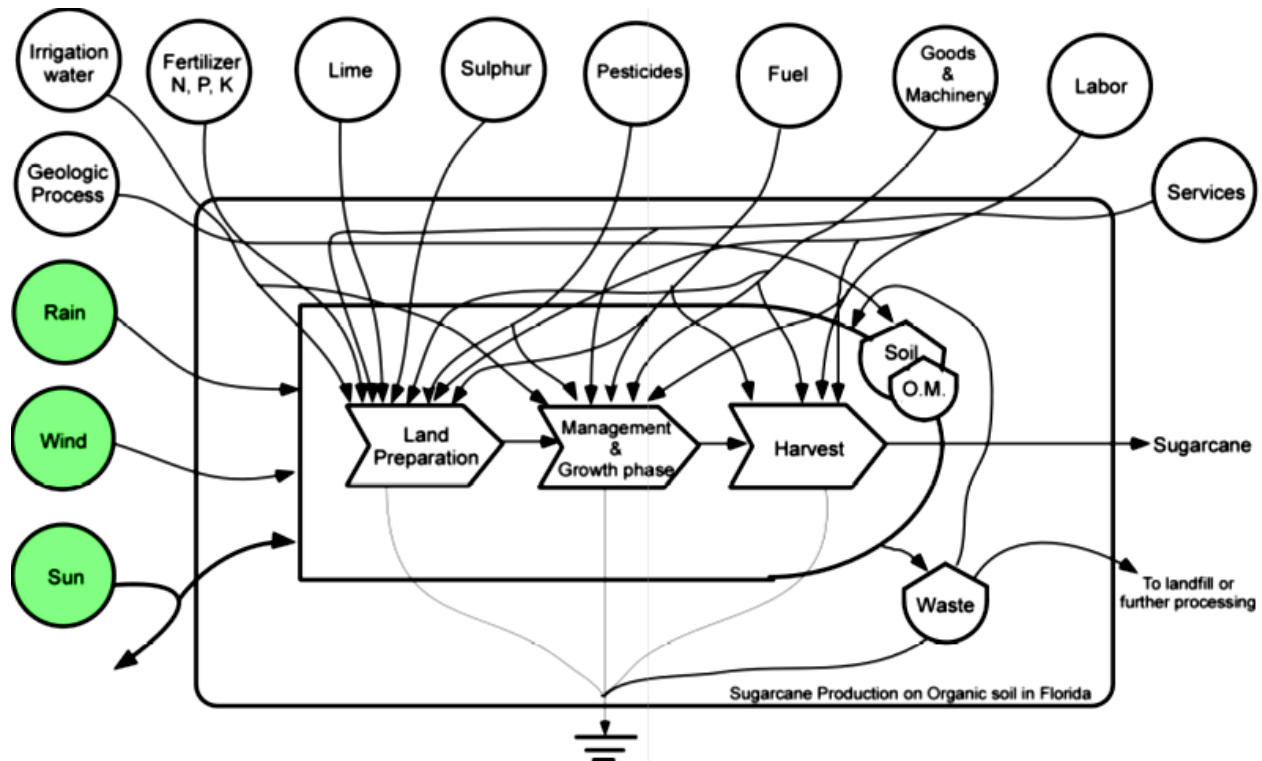 Irrigation
water
Fertilizer
N, P, K
Lime
Sulphur
Pesticides
Fuel
Goods
&
Machinery
Labor
Geologic
Process
Services
Rain
Soil
O.M.
Wind
Land
Preparation
Management
&
Growth phase
Harvest
Sugarcane
Sun
Waste
To landfill or
further processing
Sugarcane Production on Organic soil in Florida